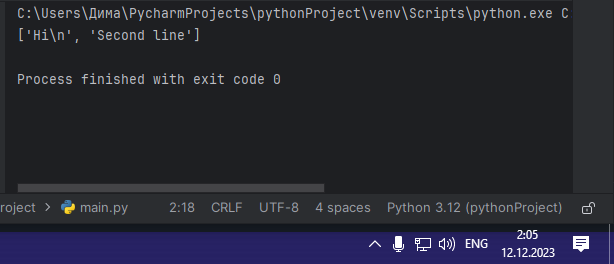 C:\Users\Дима\PycharmProjects\pythonProject\venv\Scripts\python.exe C
['Hi\n', 'Second line']
Process finished with exit code 0
roject > main.py 2:18 CRLF UTF-8 4 spaces Python 3.12 (pythonProject)
ENG 2:05
12.12.2023